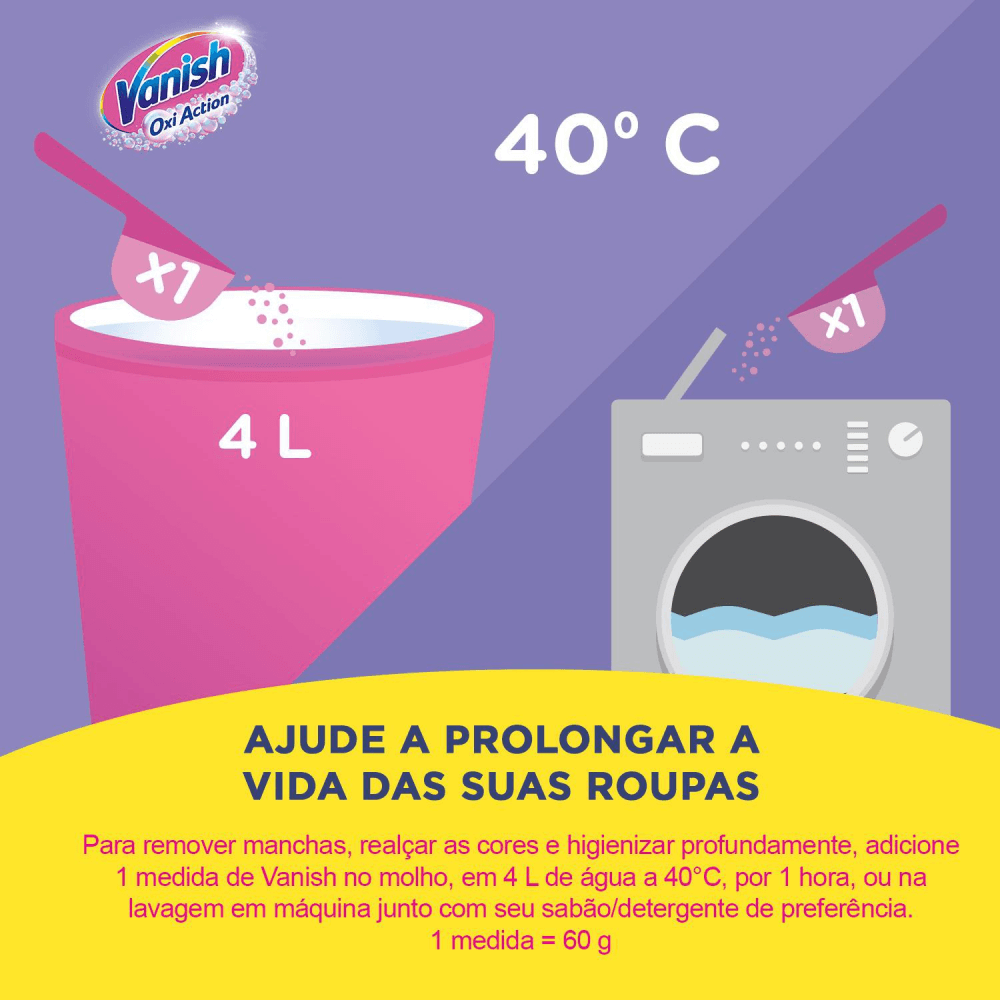 Vanish
Oxi Action
40° C
x1
x1
4 L
AJUDE A PROLONGAR A
VIDA DAS SUAS ROUPAS
Para remover manchas, realçar as cores e higienizar profundamente, adicione
1 medida de Vanish no molho, em 4 L de água a 40°C, por 1 hora, ou na
lavagem em máquina junto com seu sabão/detergente de preferência.
1 medida = 60 g